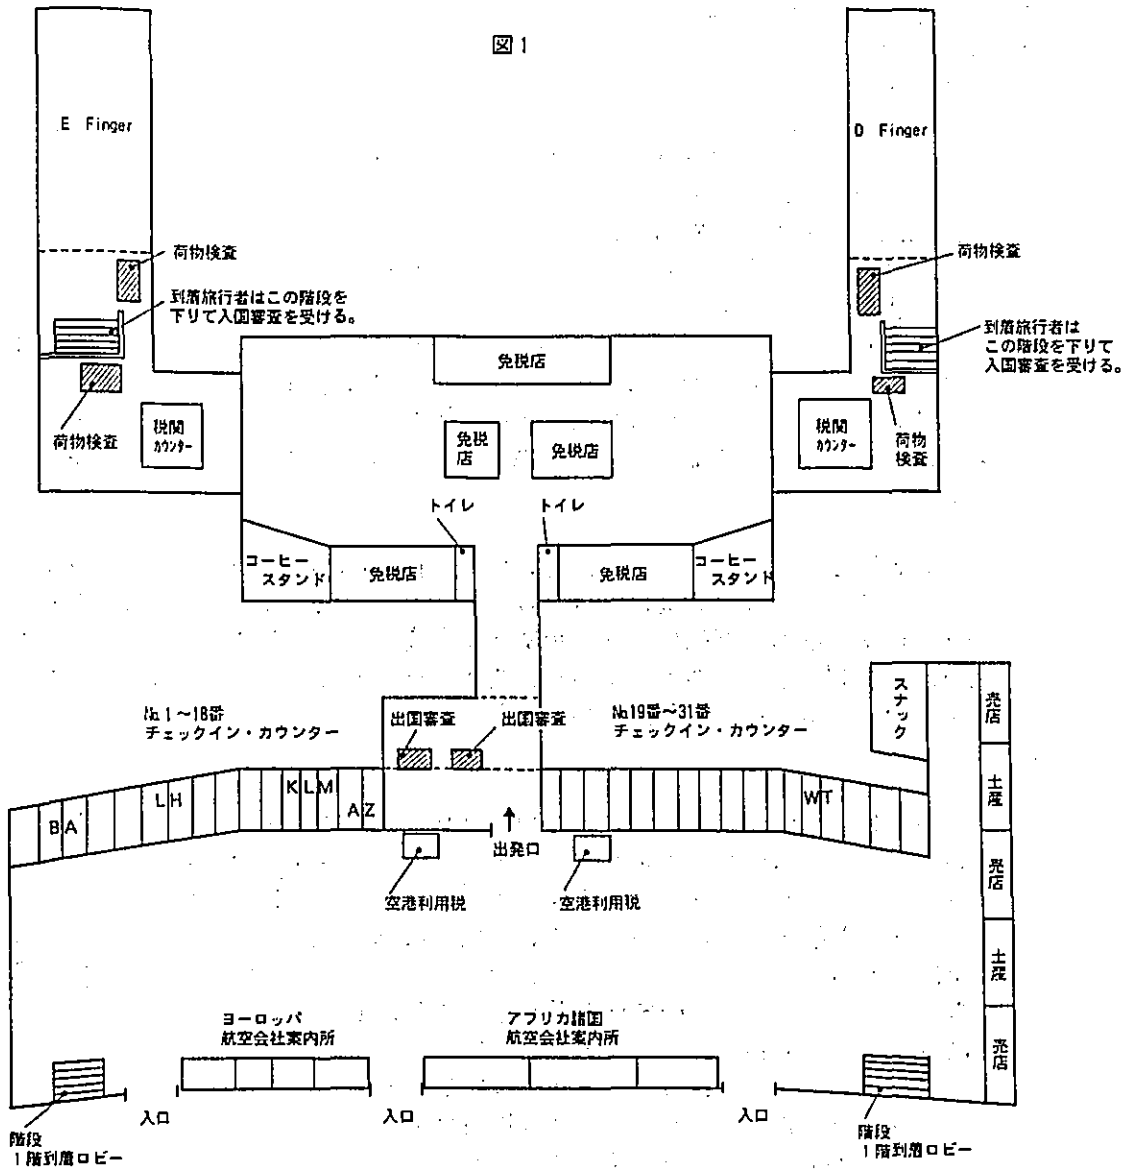 図1
E Finger
D Finger
荷物検査
荷物検査
到着旅行者はこの階段を
下りて入国審査を受ける。
到着旅行者は
この階段を下りて
入国審査を受ける。
免税店
税関
カウンター
免税
店
免税店
税関
カウンター
荷物検査
荷物
検査
トイレ
トイレ
コーヒー
スタンド
免税店
免税店
コーヒー
スタンド
スナック
売店
№1〜18番
チェックイン・カウンター
出国審査
出国審査
№19番〜31番
チェックイン・カウンター
土産
BA
LH
KLM
AZ
WT
出発口
売店
空港利用税
空港利用税
土産
ヨーロッパ
航空会社案内所
アフリカ諸国
航空会社案内所
売店
入口
入口
入口
階段
1階到着ロビー
階段
1階到着ロビー